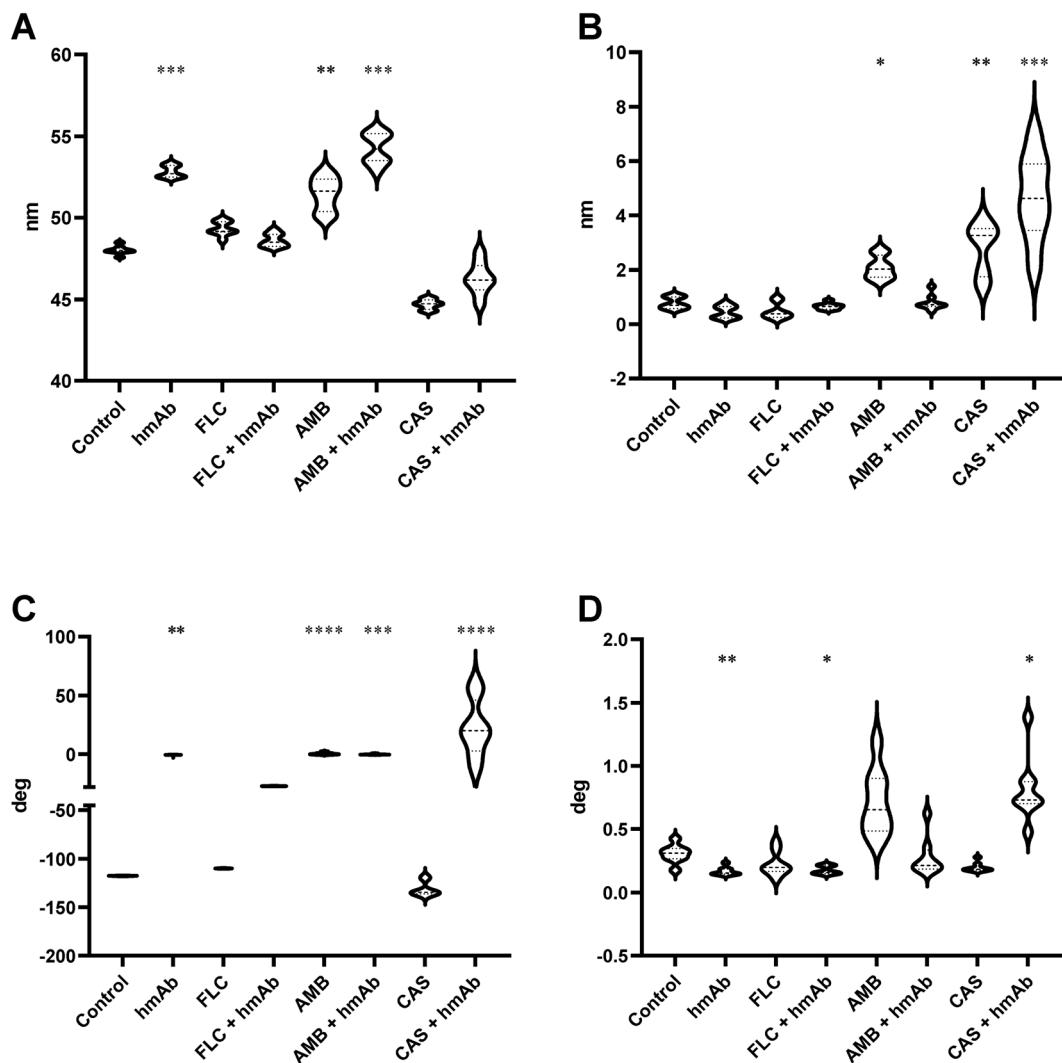 A
60
55
50
45
40
nm
***
**
***
Control
hmAb
FLC
FLC + hmAb
AMB
AMB + hmAb
CAS
CAS + hmAb
B
10
8
6
4
2
0
-2
nm
*
**
***
Control
hmAb
FLC
FLC + hmAb
AMB
AMB + hmAb
CAS
CAS + hmAb
C
100
50
0
-50
-100
-150
-200
deg
**
****
***
****
Control
hmAb
FLC
FLC + hmAb
AMB
AMB + hmAb
CAS
CAS + hmAb
D
2.0
1.5
1.0
0.5
0.0
-0.5
deg
**
*
*
Control
hmAb
FLC
FLC + hmAb
AMB
AMB + hmAb
CAS
CAS + hmAb